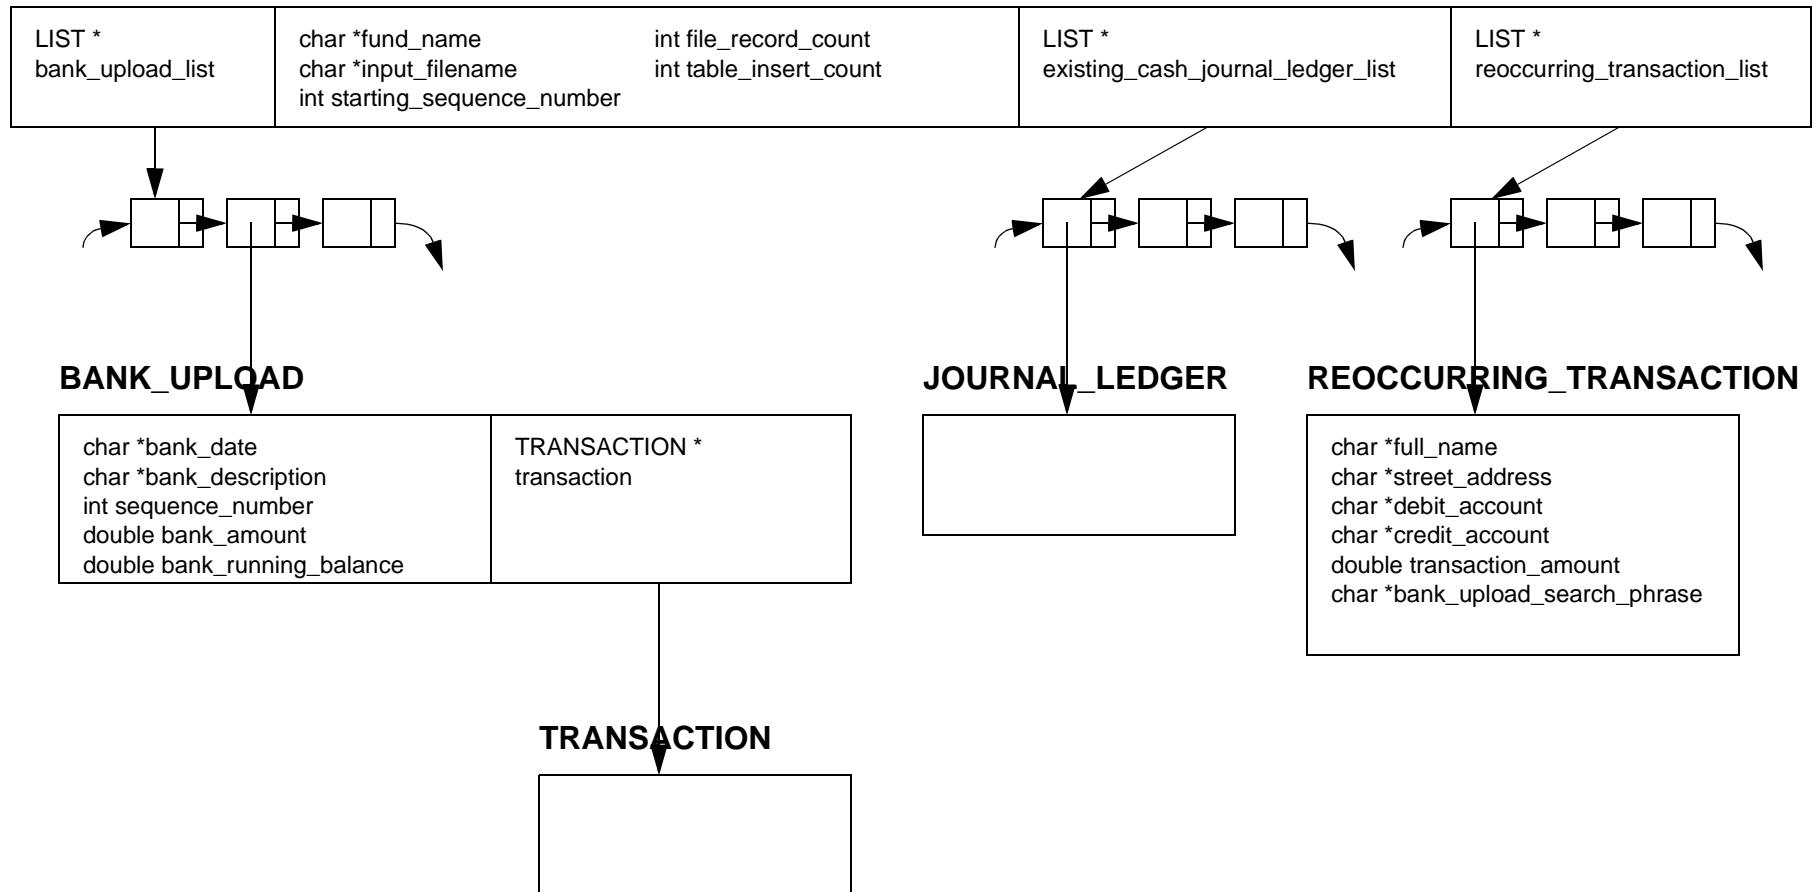 LIST *
bank_upload_list
char *fund_name
char *input_filename
int starting_sequence_number
int file_record_count
int table_insert_count
LIST *
existing_cash_journal_ledger_list
LIST *
reoccurring_transaction_list
BANK_UPLOAD
char *bank_date
char *bank_description
int sequence_number
double bank_amount
double bank_running_balance
TRANSACTION *
transaction
JOURNAL_LEDGER
REOCCURRING_TRANSACTION
char *full_name
char *street_address
char *debit_account
char *credit_account
double transaction_amount
char *bank_upload_search_phrase
TRANSACTION